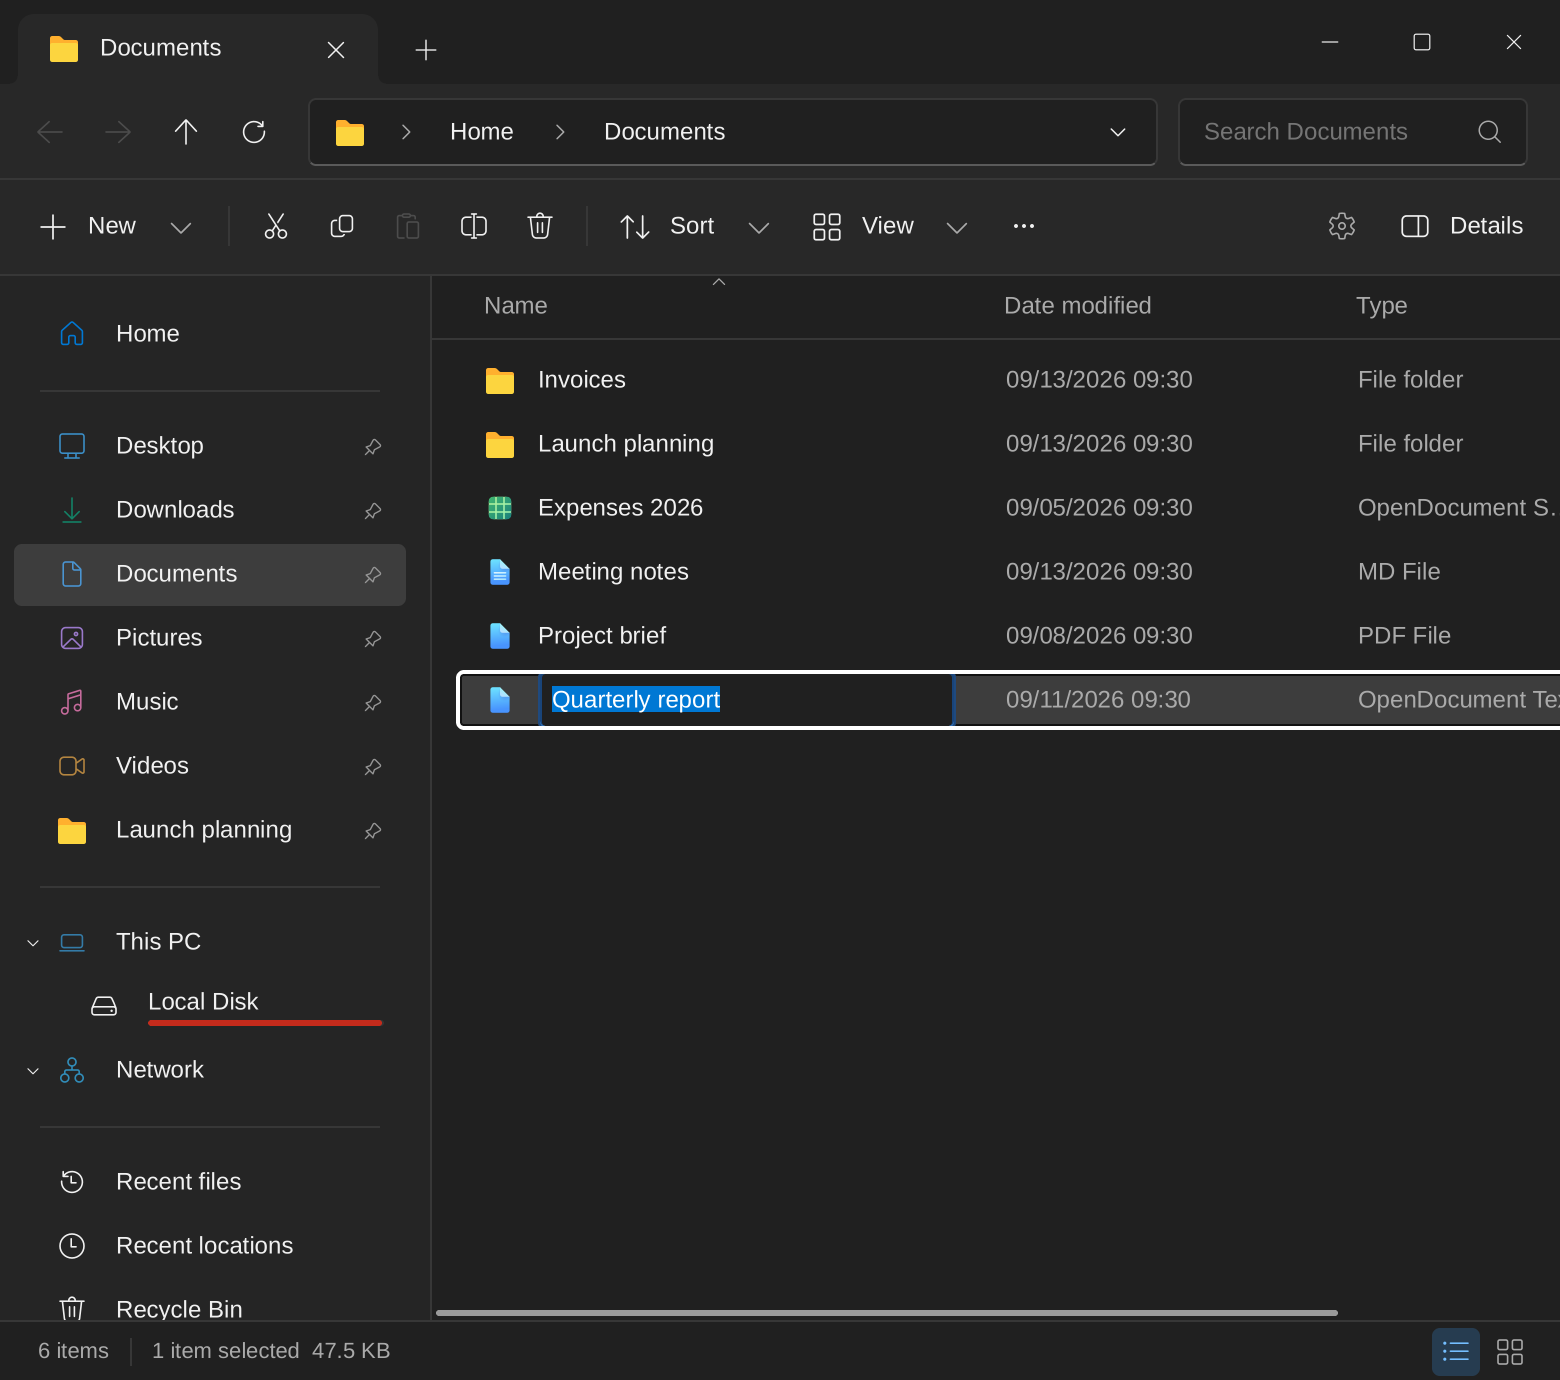 Documents
Home
Documents
Search Documents
New
Sort
View
Details
Name
Date modified
Type
Home
Desktop
Downloads
Documents
Pictures
Music
Videos
Launch planning
This PC
Local Disk
Network
Recent files
Recent locations
Recycle Bin
Invoices 09/13/2026 09:30 File folder
Launch planning 09/13/2026 09:30 File folder
Expenses 2026 09/05/2026 09:30 OpenDocument S…
Meeting notes 09/13/2026 09:30 MD File
Project brief 09/08/2026 09:30 PDF File
Quarterly report 09/11/2026 09:30 OpenDocument Te
6 items
1 item selected 47.5 KB